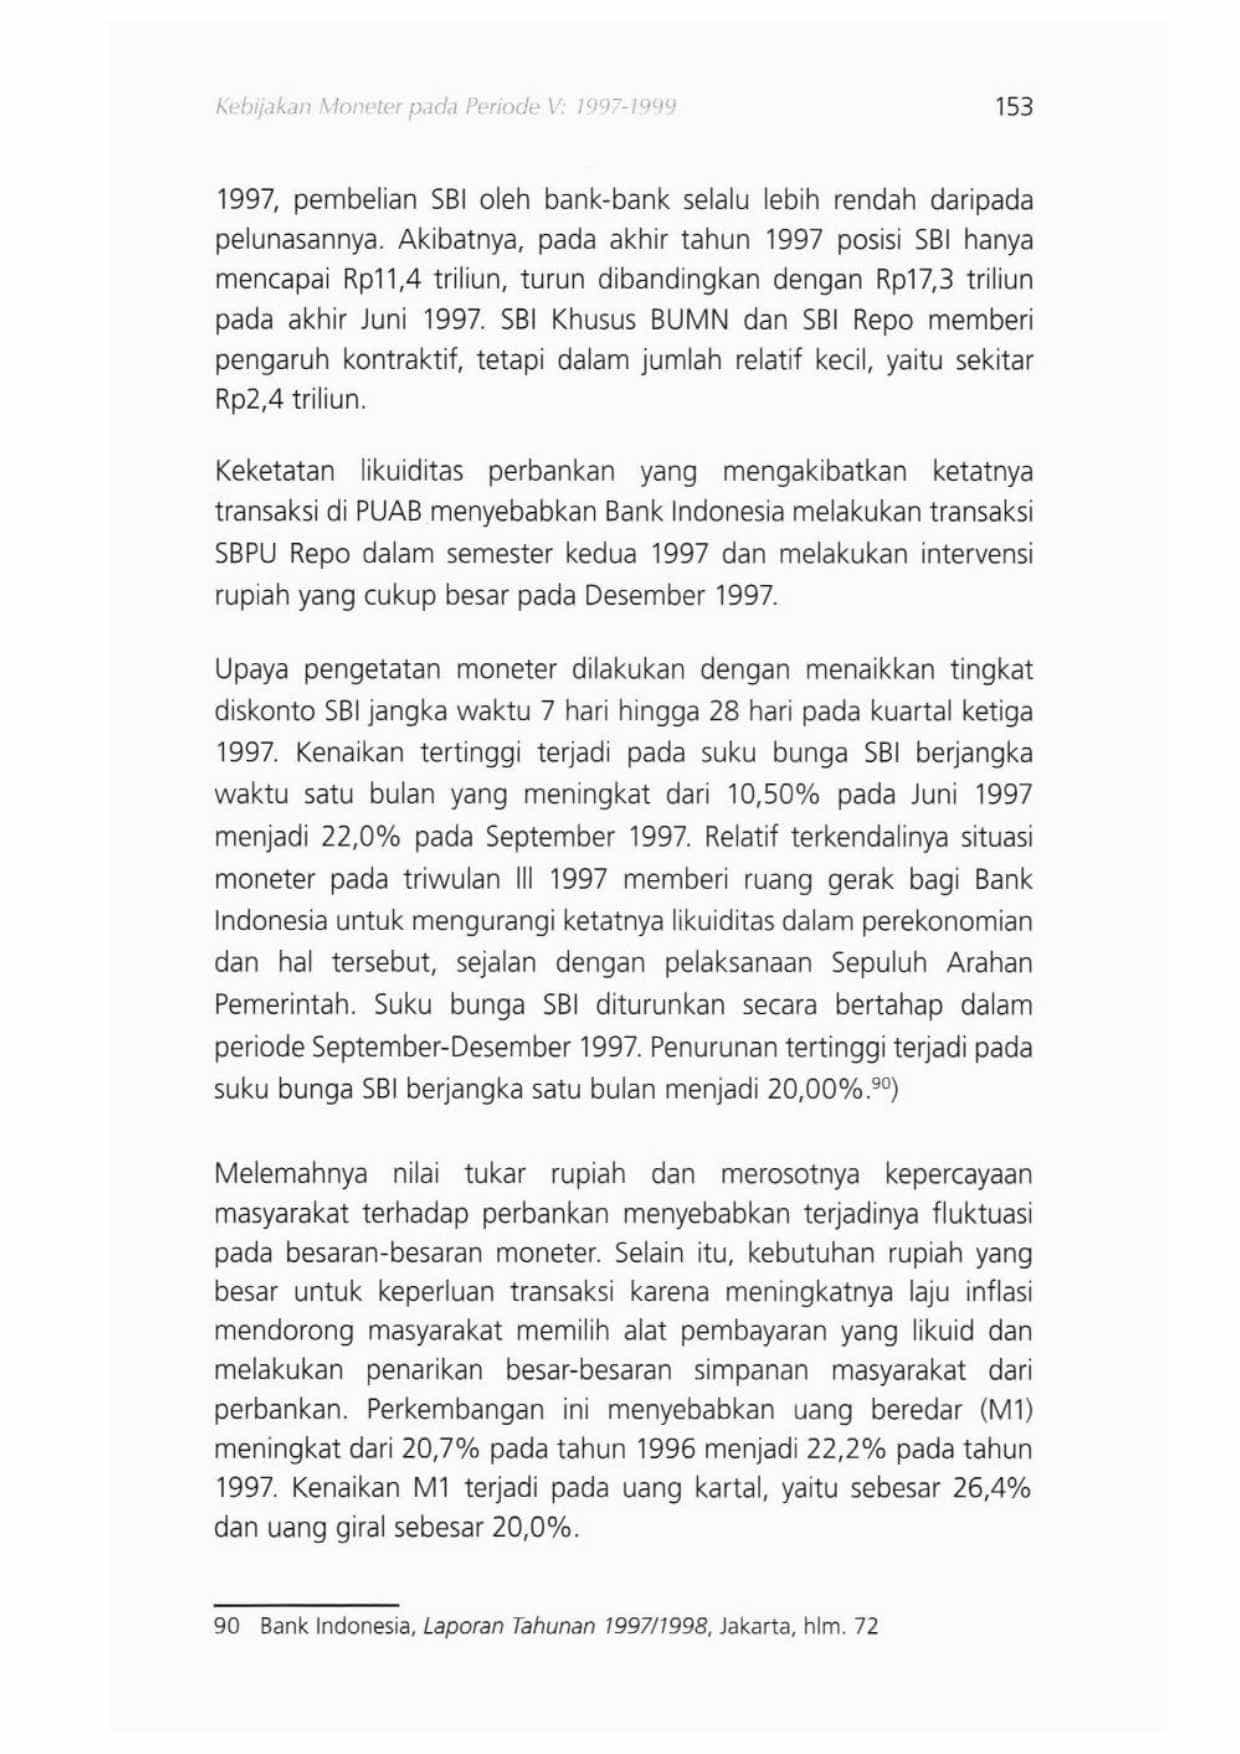 Kebijakan Moneter pada Periode V: 1997-1999 153
1997, pembelian SBI oleh bank-bank selalu lebih rendah daripada
pelunasannya. Akibatnya, pada akhir tahun 1997 posisi SBI hanya
mencapai Rp11,4 triliun, turun dibandingkan dengan Rp17,3 triliun
pada akhir Juni 1997. SBI Khusus BUMN dan SBI Repo memberi
pengaruh kontraktif, tetapi dalam jumlah relatif kecil, yaitu sekitar
Rp2,4 triliun.
Keketatan likuiditas perbankan yang mengakibatkan ketatnya
transaksi di PUAB menyebabkan Bank Indonesia melakukan transaksi
SBPU Repo dalam semester kedua 1997 dan melakukan intervensi
rupiah yang cukup besar pada Desember 1997.
Upaya pengetatan moneter dilakukan dengan menaikkan tingkat
diskonto SBI jangka waktu 7 hari hingga 28 hari pada kuartal ketiga
1997. Kenaikan tertinggi terjadi pada suku bunga SBI berjangka
waktu satu bulan yang meningkat dari 10,50% pada Juni 1997
menjadi 22,0% pada September 1997. Relatif terkendalinya situasi
moneter pada triwulan III 1997 memberi ruang gerak bagi Bank
Indonesia untuk mengurangi ketatnya likuiditas dalam perekonomian
dan hal tersebut, sejalan dengan pelaksanaan Sepuluh Arahan
Pemerintah. Suku bunga SBI diturunkan secara bertahap dalam
periode September-Desember 1997. Penurunan tertinggi terjadi pada
suku bunga SBI berjangka satu bulan menjadi 20,00%.⁹⁰)
Melemahnya nilai tukar rupiah dan merosotnya kepercayaan
masyarakat terhadap perbankan menyebabkan terjadinya fluktuasi
pada besaran-besaran moneter. Selain itu, kebutuhan rupiah yang
besar untuk keperluan transaksi karena meningkatnya laju inflasi
mendorong masyarakat memilih alat pembayaran yang likuid dan
melakukan penarikan besar-besaran simpanan masyarakat dari
perbankan. Perkembangan ini menyebabkan uang beredar (M1)
meningkat dari 20,7% pada tahun 1996 menjadi 22,2% pada tahun
1997. Kenaikan M1 terjadi pada uang kartal, yaitu sebesar 26,4%
dan uang giral sebesar 20,0%.
90 Bank Indonesia, Laporan Tahunan 1997/1998, Jakarta, hlm. 72